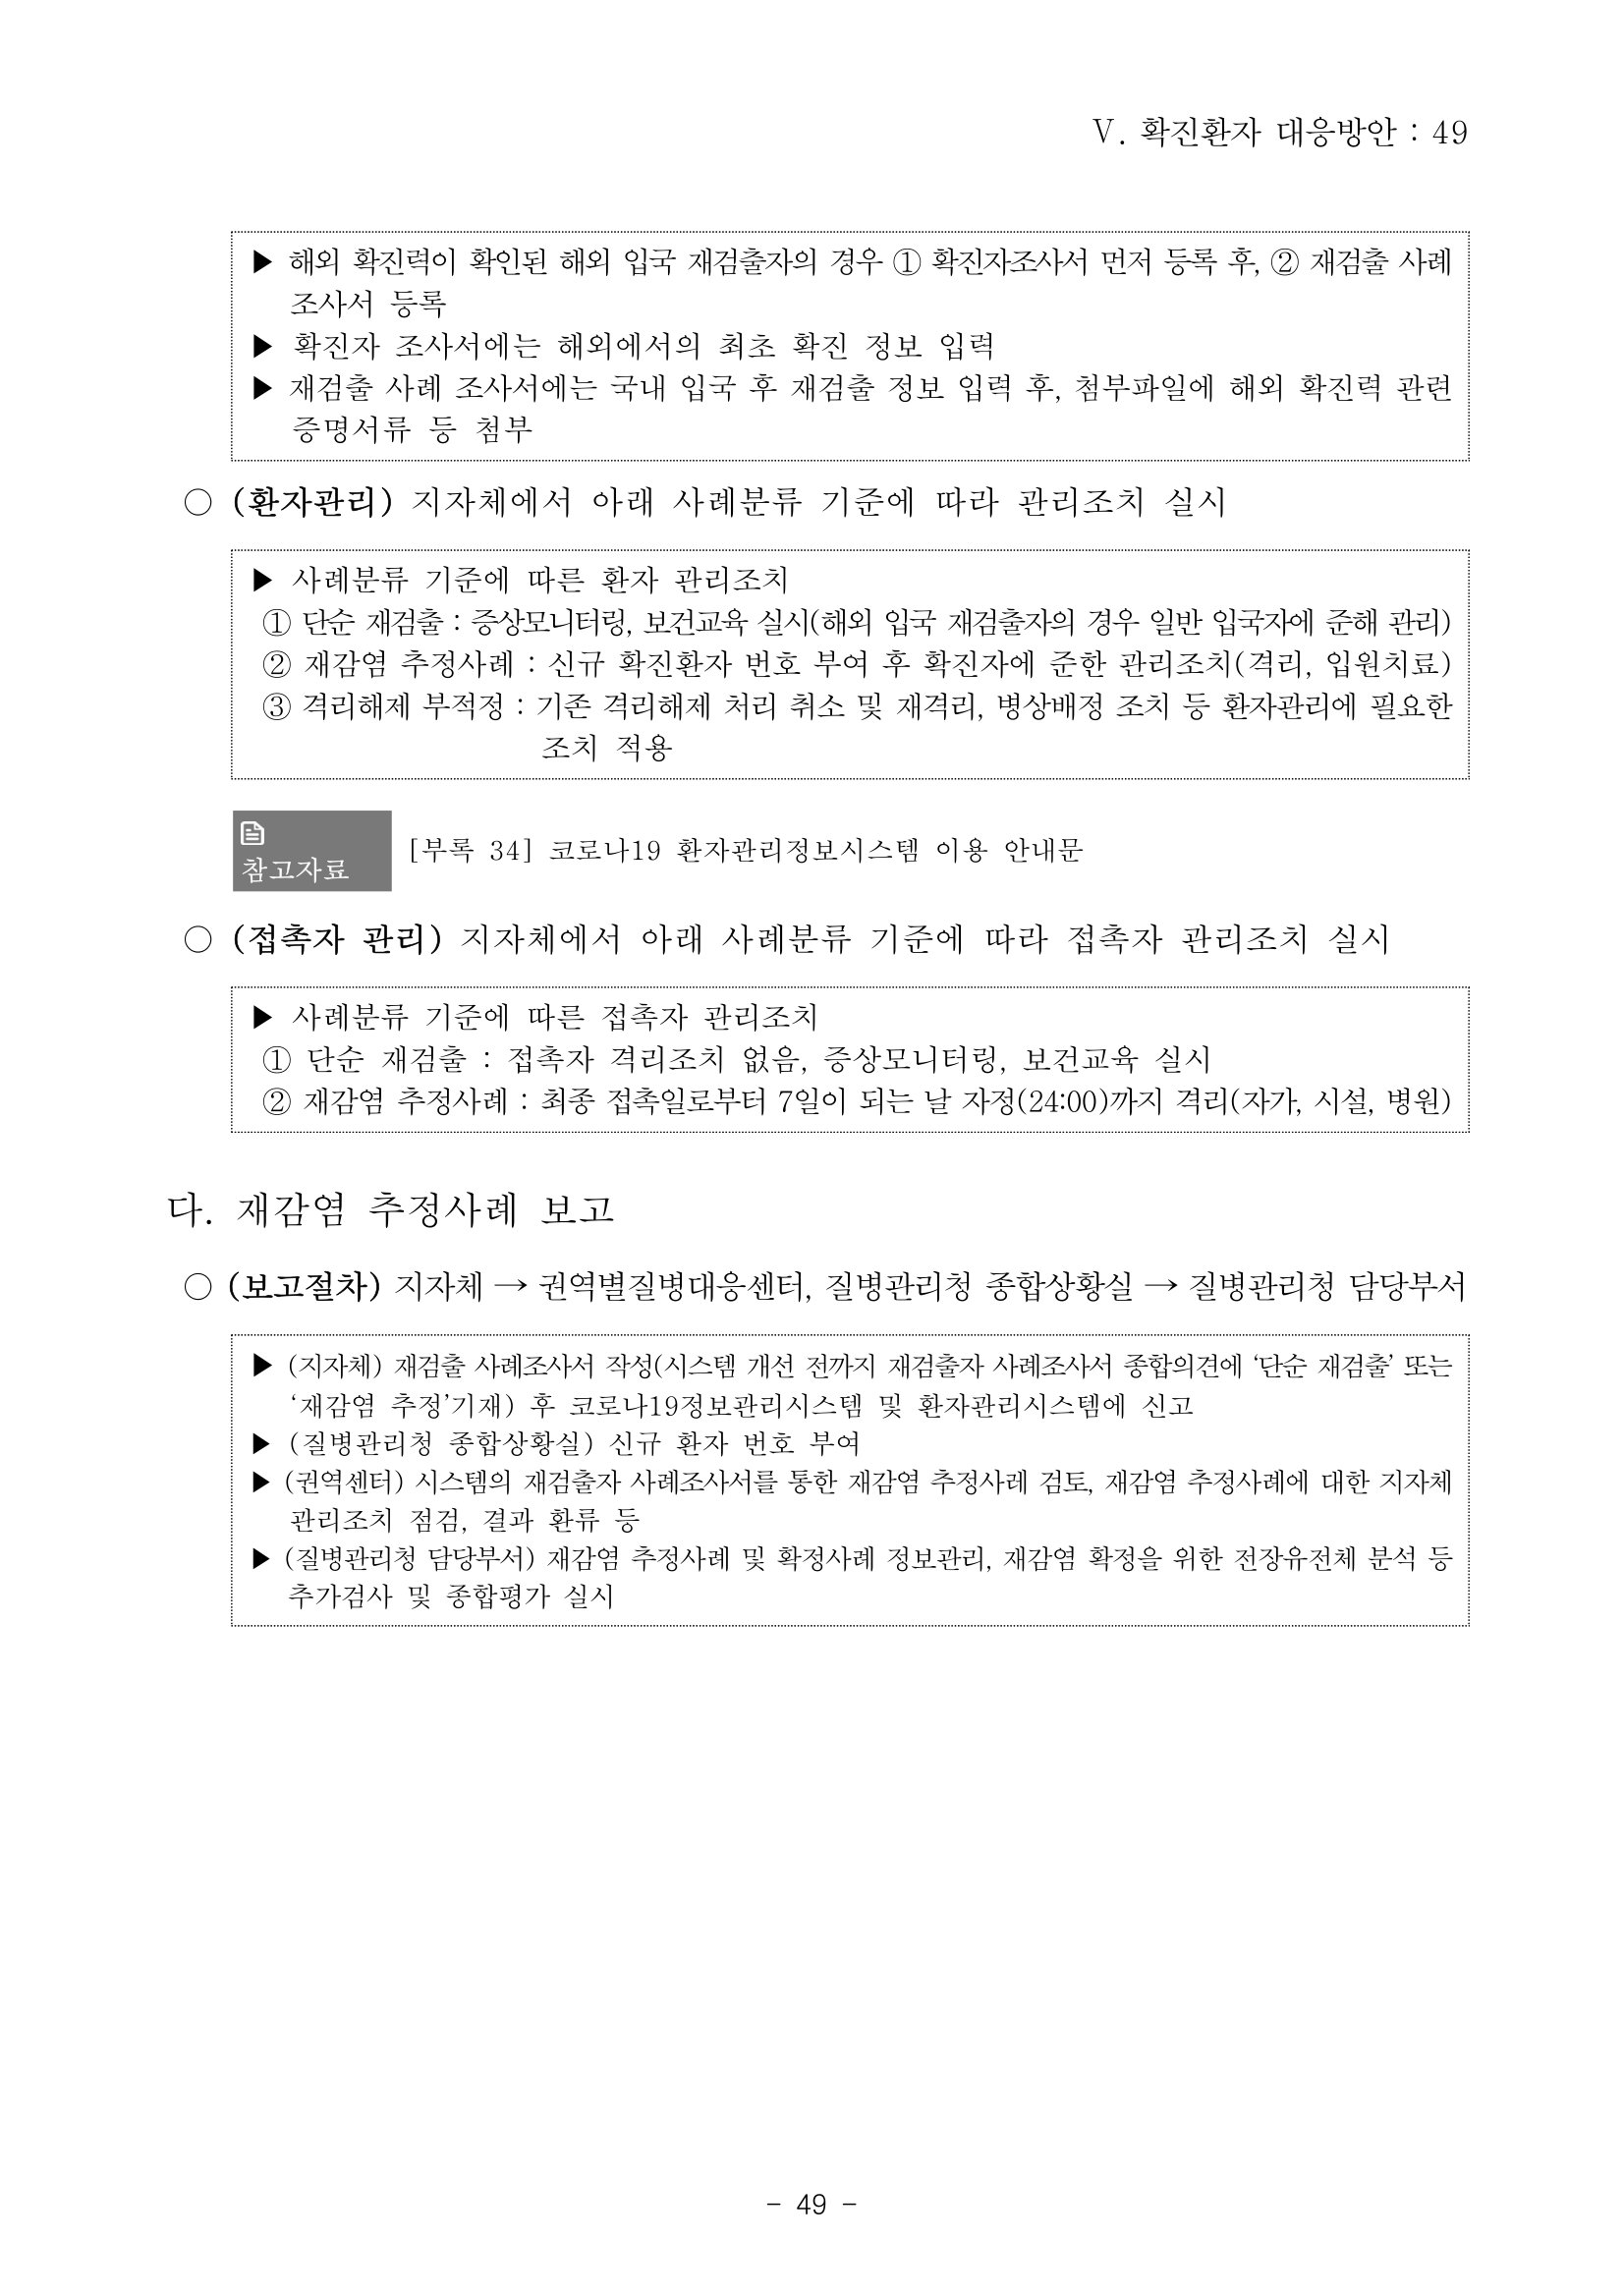 Ⅴ. 확진환자 대응방안 : 49
▶ 해외 확진력이 확인된 해외 입국 재검출자의 경우 ① 확진자조사서 먼저 등록 후, ② 재검출 사례
조사서 등록
▶ 확진자 조사서에는 해외에서의 최초 확진 정보 입력
▶ 재검출 사례 조사서에는 국내 입국 후 재검출 정보 입력 후, 첨부파일에 해외 확진력 관련
증명서류 등 첨부
○ (환자관리) 지자체에서 아래 사례분류 기준에 따라 관리조치 실시
▶ 사례분류 기준에 따른 환자 관리조치
① 단순 재검출 : 증상모니터링, 보건교육 실시(해외 입국 재검출자의 경우 일반 입국자에 준해 관리)
② 재감염 추정사례 : 신규 확진환자 번호 부여 후 확진자에 준한 관리조치(격리, 입원치료)
③ 격리해제 부적정 : 기존 격리해제 처리 취소 및 재격리, 병상배정 조치 등 환자관리에 필요한
조치 적용
참고자료 [부록 34] 코로나19 환자관리정보시스템 이용 안내문
○ (접촉자 관리) 지자체에서 아래 사례분류 기준에 따라 접촉자 관리조치 실시
▶ 사례분류 기준에 따른 접촉자 관리조치
① 단순 재검출 : 접촉자 격리조치 없음, 증상모니터링, 보건교육 실시
② 재감염 추정사례 : 최종 접촉일로부터 7일이 되는 날 자정(24:00)까지 격리(자가, 시설, 병원)
다. 재감염 추정사례 보고
○ (보고절차) 지자체 → 권역별질병대응센터, 질병관리청 종합상황실 → 질병관리청 담당부서
▶ (지자체) 재검출 사례조사서 작성(시스템 개선 전까지 재검출자 사례조사서 종합의견에 ‘단순 재검출’ 또는
‘재감염 추정’기재) 후 코로나19정보관리시스템 및 환자관리시스템에 신고
▶ (질병관리청 종합상황실) 신규 환자 번호 부여
▶ (권역센터) 시스템의 재검출자 사례조사서를 통한 재감염 추정사레 검토, 재감염 추정사례에 대한 지자체
관리조치 점검, 결과 환류 등
▶ (질병관리청 담당부서) 재감염 추정사례 및 확정사례 정보관리, 재감염 확정을 위한 전장유전체 분석 등
추가검사 및 종합평가 실시
- 49 -